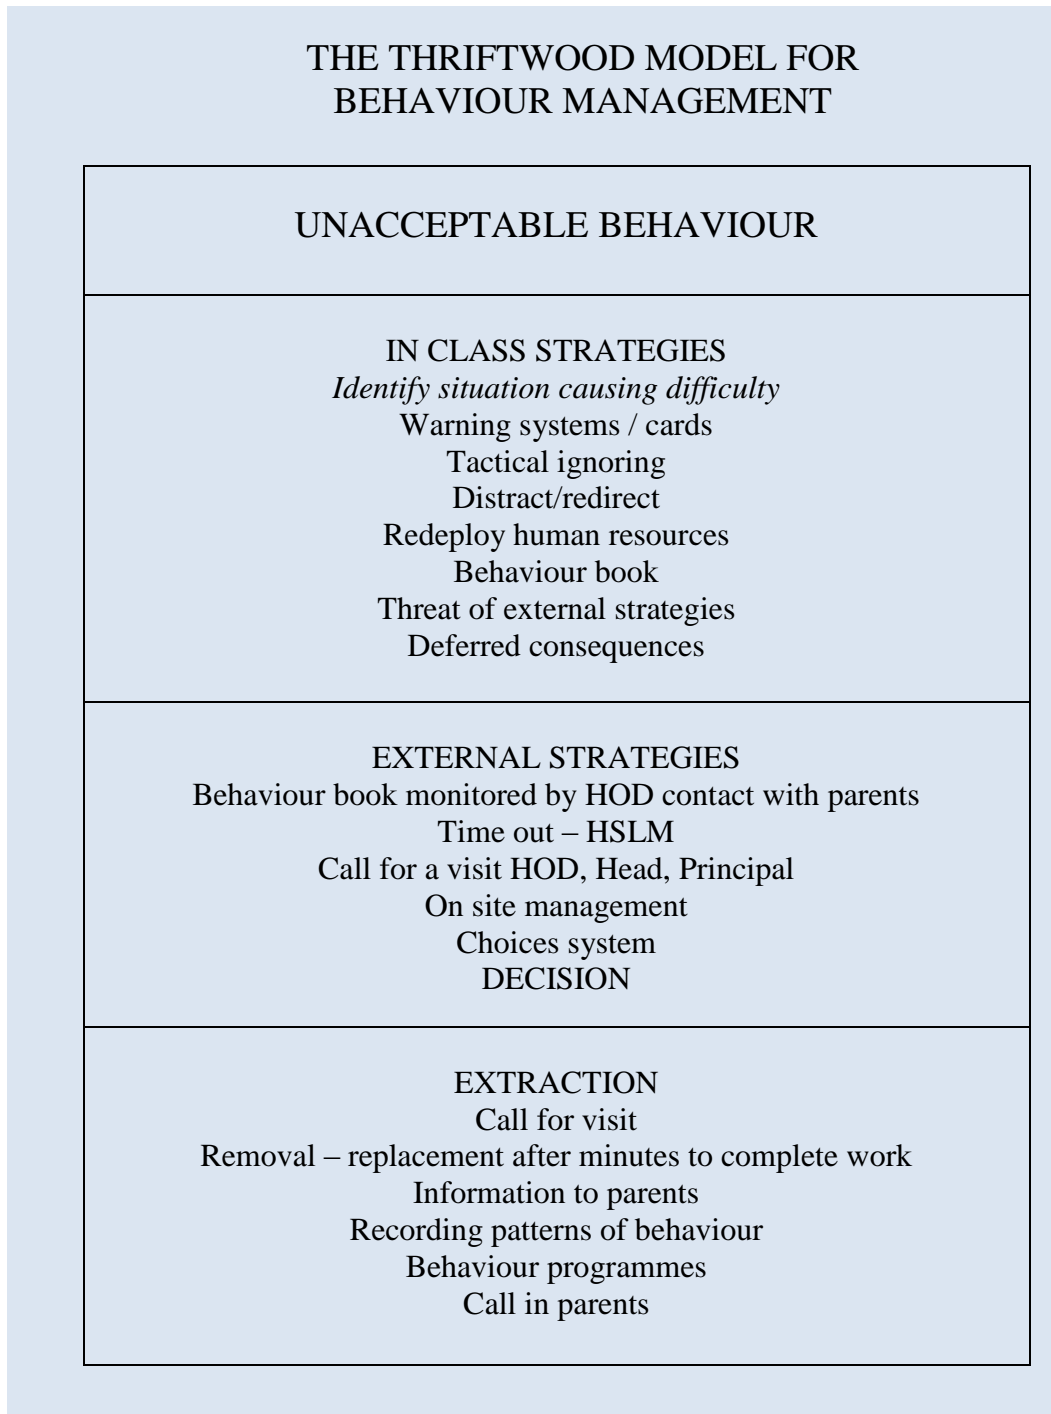 THE THRIFTWOOD MODEL FOR
BEHAVIOUR MANAGEMENT
UNACCEPTABLE BEHAVIOUR
IN CLASS STRATEGIES
Identify situation causing difficulty
Warning systems / cards
Tactical ignoring
Distract/redirect
Redeploy human resources
Behaviour book
Threat of external strategies
Deferred consequences
EXTERNAL STRATEGIES
Behaviour book monitored by HOD contact with parents
Time out – HSLM
Call for a visit HOD, Head, Principal
On site management
Choices system
DECISION
EXTRACTION
Call for visit
Removal – replacement after minutes to complete work
Information to parents
Recording patterns of behaviour
Behaviour programmes
Call in parents